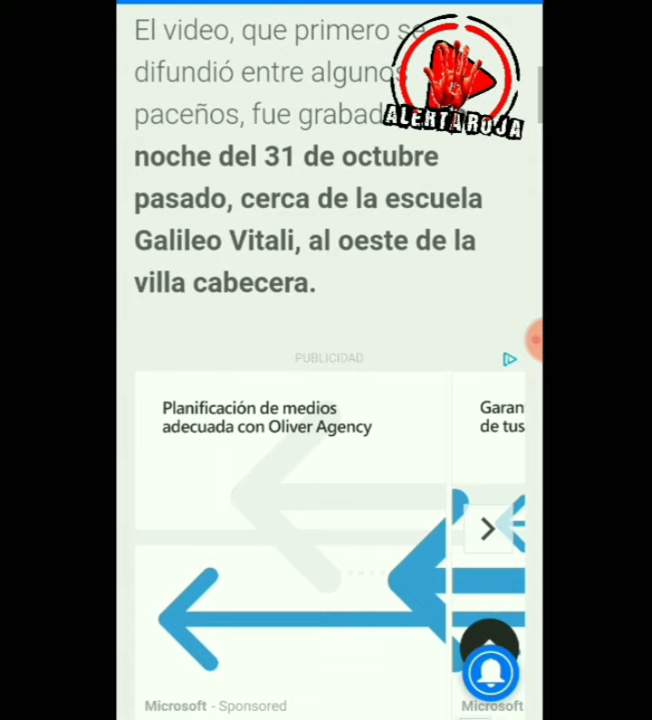 El video, que primero se
difundió entre algunos
paceños, fue
noche del 31 de octubre
pasado, cerca de la escuela
Galileo Vitali, al oeste de la
villa cabecera.
ALERTA ROJA
PUBLICIDAD
Planificación de medios
adecuada con Oliver Agency
de tus
Microsoft - Sponsored
Microsoft